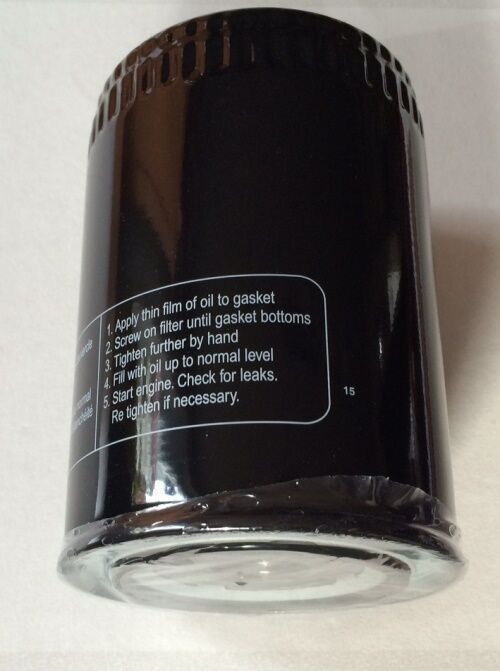 1. Apply thin film of oil to gasket
2. Screw on filter until gasket bottoms
3. Tighten further by hand
4. Fill with oil up to normal level
5. Start engine. Check for leaks.
Re tighten if necessary.
15